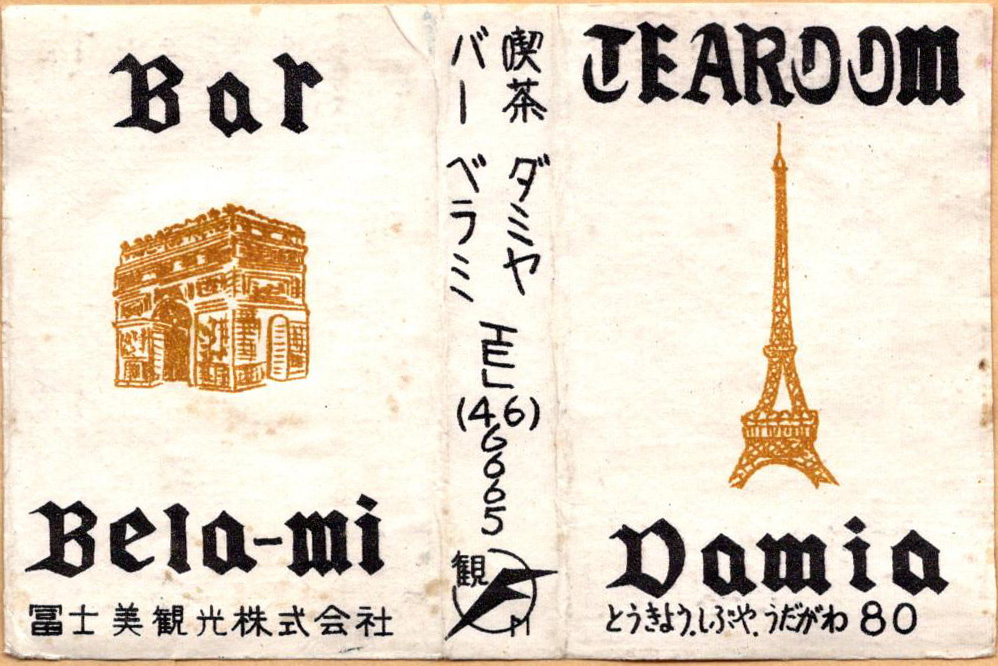 Bar
Bela-mi
冨士美観光株式会社
喫茶 ダミヤ
バー ベラミ
TEL
(46)
6665
観
TEAROOM
Damia
とうきよう.しぶや.うだがわ 80